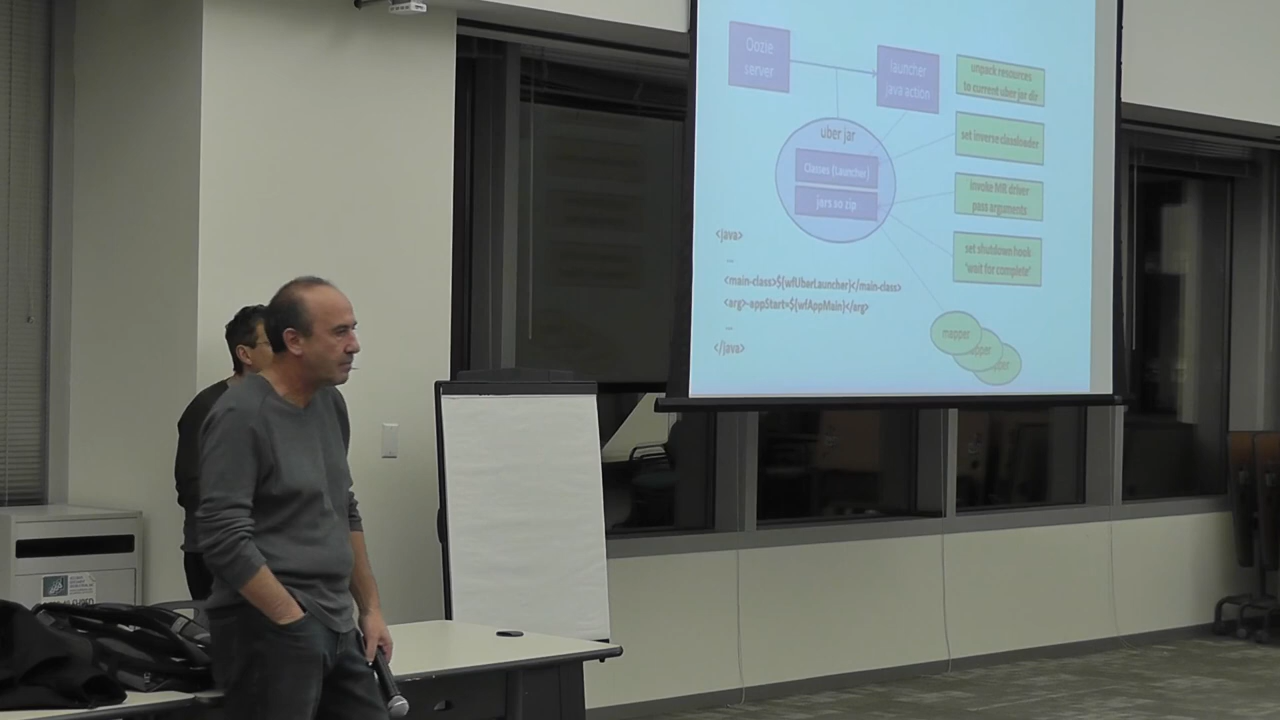 Oozie
server
launcher
java action
unpack resources
to current uber jar dir
uber jar
set inverse classloader
Classes (Launcher)
jars so zip
invoke MR driver
pass arguments
<java>
...
set shutdown hook
'wait for complete'
<main-class>${wfUberLauncher}</main-class>
<arg>-appStart=${wfAppMain}</arg>
...
</java>
mapper